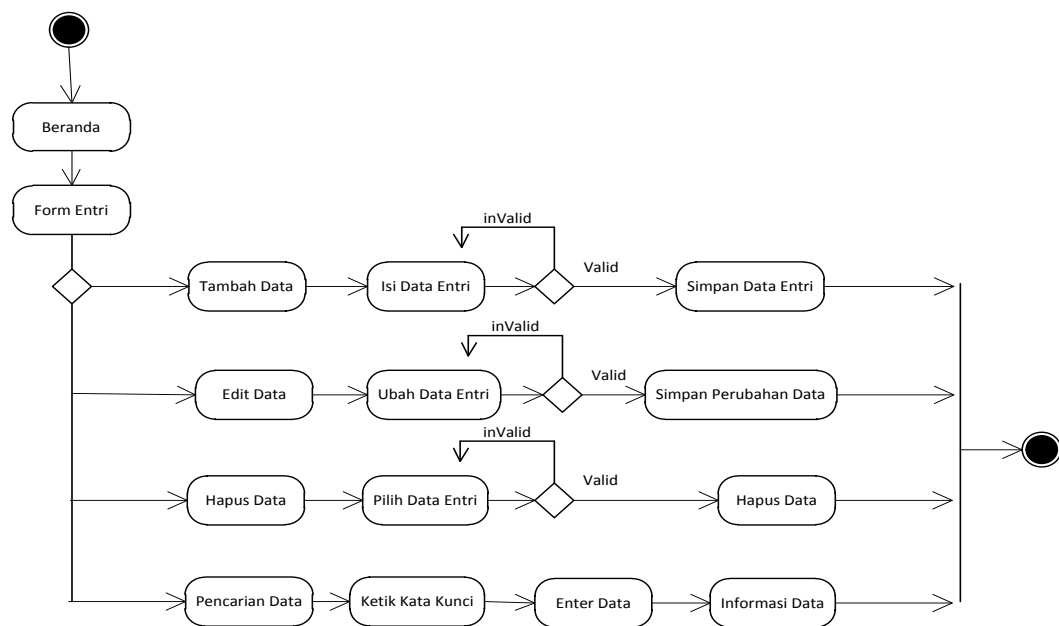 Beranda
Form Entri
inValid
Valid
Tambah Data
Isi Data Entri
Simpan Data Entri
inValid
Valid
Edit Data
Ubah Data Entri
Simpan Perubahan Data
inValid
Valid
Hapus Data
Pilih Data Entri
Hapus Data
Pencarian Data
Ketik Kata Kunci
Enter Data
Informasi Data